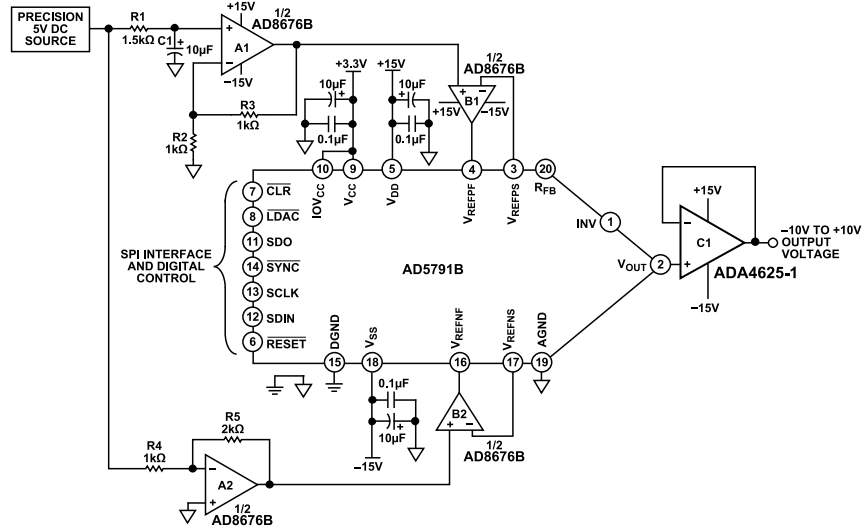 PRECISION
5V DC
SOURCE
R1
1.5kΩ
C1
+
10µF
+15V
1/2
AD8676B
+
A1
–
–15V
R3
1kΩ
R2
1kΩ
+3.3V
10µF
+
0.1µF
+15V
10µF
+
0.1µF
1/2
AD8676B
+ –
+15V
B1
–15V
10
9
5
4
3
20
IOVCC
VCC
VDD
VREFPF
VREFPS
RFB
7
CLR
8
LDAC
11
SDO
14
SYNC
13
SCLK
12
SDIN
6
RESET
SPI INTERFACE
AND DIGITAL
CONTROL
AD5791B
INV
1
VOUT
2
–
+15V
C1
+
–15V
ADA4625-1
–10V TO +10V
OUTPUT
VOLTAGE
DGND
VSS
VREFNF
VREFNS
AGND
15
18
16
17
19
0.1µF
10µF
+
–15V
B2
+ –
1/2
AD8676B
R5
2kΩ
R4
1kΩ
–
A2
+
1/2
AD8676B